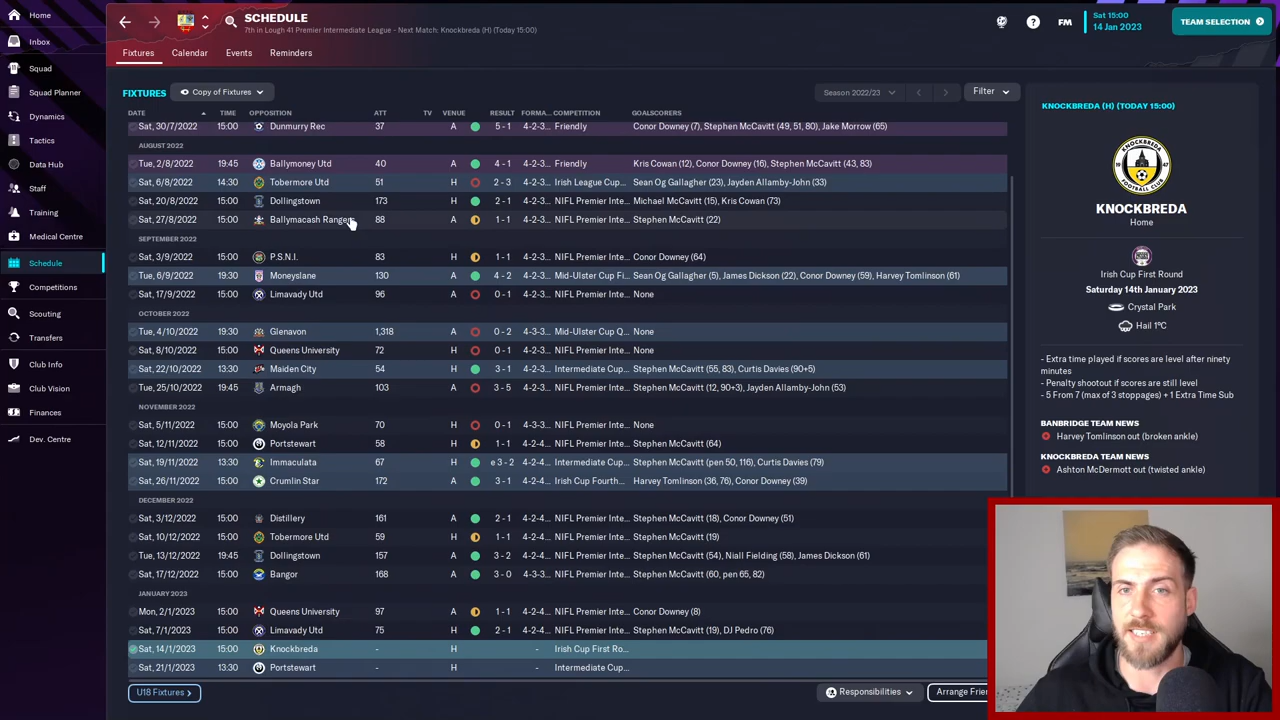 Home
SCHEDULE
7th in Lough 41 Premier Intermediate League - Next Match: Knockbreda (H) (Today 15:00)
FM
Sat 15:00
14 Jan 2023
TEAM SELECTION
Inbox
Squad
Squad Planner
Dynamics
Tactics
Data Hub
Staff
Training
Medical Centre
Schedule
Competitions
Scouting
Transfers
Club Info
Club Vision
Finances
Dev. Centre
Fixtures Calendar Events Reminders
FIXTURES Copy of Fixtures Season 2022/23 Filter
DATE TIME OPPOSITION ATT TV VENUE RESULT FORMA... COMPETITION GOALSCORERS
Sat, 30/7/2022 15:00 Dunmurry Rec 37 A 5 - 1 4-2-3... Friendly Conor Downey (7), Stephen McCavitt (49, 51, 80), Jake Morrow (65)
AUGUST 2022
Tue, 2/8/2022 19:45 Ballymoney Utd 40 A 4 - 1 4-2-3... Friendly Kris Cowan (12), Conor Downey (16), Stephen McCavitt (43, 83)
Sat, 6/8/2022 14:30 Tobermore Utd 51 H 2 - 3 4-2-3... Irish League Cup... Sean Og Gallagher (23), Jayden Allamby-John (33)
Sat, 20/8/2022 15:00 Dollingstown 173 H 2 - 1 4-2-3... NIFL Premier Inte... Michael McCavitt (15), Kris Cowan (73)
Sat, 27/8/2022 15:00 Ballymacash Rangers 88 A 1 - 1 4-2-3... NIFL Premier Inte... Stephen McCavitt (22)
SEPTEMBER 2022
Sat, 3/9/2022 15:00 P.S.N.I. 83 H 1 - 1 4-2-3... NIFL Premier Inte... Conor Downey (64)
Tue, 6/9/2022 19:30 Moneyslane 130 A 4 - 2 4-2-3... Mid-Ulster Cup Fi... Sean Og Gallagher (5), James Dickson (22), Conor Downey (59), Harvey Tomlinson (61)
Sat, 17/9/2022 15:00 Limavady Utd 96 A 0 - 1 4-2-3... NIFL Premier Inte... None
OCTOBER 2022
Tue, 4/10/2022 19:30 Glenavon 1,318 A 0 - 2 4-3-3... Mid-Ulster Cup Q... None
Sat, 8/10/2022 15:00 Queens University 72 H 0 - 1 4-2-3... NIFL Premier Inte... None
Sat, 22/10/2022 13:30 Maiden City 54 H 3 - 1 4-2-3... Intermediate Cup... Stephen McCavitt (55, 83), Curtis Davies (90+5)
Tue, 25/10/2022 19:45 Armagh 103 A 3 - 5 4-2-3... NIFL Premier Inte... Stephen McCavitt (12, 90+3), Jayden Allamby-John (53)
NOVEMBER 2022
Sat, 5/11/2022 15:00 Moyola Park 70 H 0 - 1 4-3-3... NIFL Premier Inte... None
Sat, 12/11/2022 15:00 Portstewart 58 H 1 - 1 4-2-4... NIFL Premier Inte... Stephen McCavitt (64)
Sat, 19/11/2022 13:30 Immaculata 67 H e 3 - 2 4-2-4... Intermediate Cup... Stephen McCavitt (pen 50, 116), Curtis Davies (79)
Sat, 26/11/2022 15:00 Crumlin Star 172 A 3 - 1 4-2-4... Irish Cup Fourth... Harvey Tomlinson (36, 76), Conor Downey (39)
DECEMBER 2022
Sat, 3/12/2022 15:00 Distillery 161 A 2 - 1 4-2-4... NIFL Premier Inte... Stephen McCavitt (18), Conor Downey (51)
Sat, 10/12/2022 15:00 Tobermore Utd 59 H 1 - 1 4-2-4... NIFL Premier Inte... Stephen McCavitt (19)
Tue, 13/12/2022 19:45 Dollingstown 157 A 3 - 2 4-2-4... NIFL Premier Inte... Stephen McCavitt (54), Niall Fielding (58), James Dickson (61)
Sat, 17/12/2022 15:00 Bangor 168 A 3 - 0 4-3-3... NIFL Premier Inte... Stephen McCavitt (60, pen 65, 82)
JANUARY 2023
Mon, 2/1/2023 15:00 Queens University 97 A 1 - 1 4-2-4... NIFL Premier Inte... Conor Downey (8)
Sat, 7/1/2023 15:00 Limavady Utd 75 H 2 - 1 4-2-4... NIFL Premier Inte... Stephen McCavitt (19), DJ Pedro (76)
Sat, 14/1/2023 15:00 Knockbreda - H - Irish Cup First Ro...
Sat, 21/1/2023 13:30 Portstewart - H - Intermediate Cup...
U18 Fixtures Responsibilities Arrange Frien
KNOCKBREDA (H) (TODAY 15:00)
19 47
KNOCKBREDA
FOOTBALL CLUB
KNOCKBREDA
Home
Irish Cup First Round
Saturday 14th January 2023
Crystal Park
Hail 1°C
- Extra time played if scores are level after ninety
minutes
- Penalty shootout if scores are still level
- 5 From 7 (max of 3 stoppages) + 1 Extra Time Sub
BANBRIDGE TEAM NEWS
Harvey Tomlinson out (broken ankle)
KNOCKBREDA TEAM NEWS
Ashton McDermott out (twisted ankle)